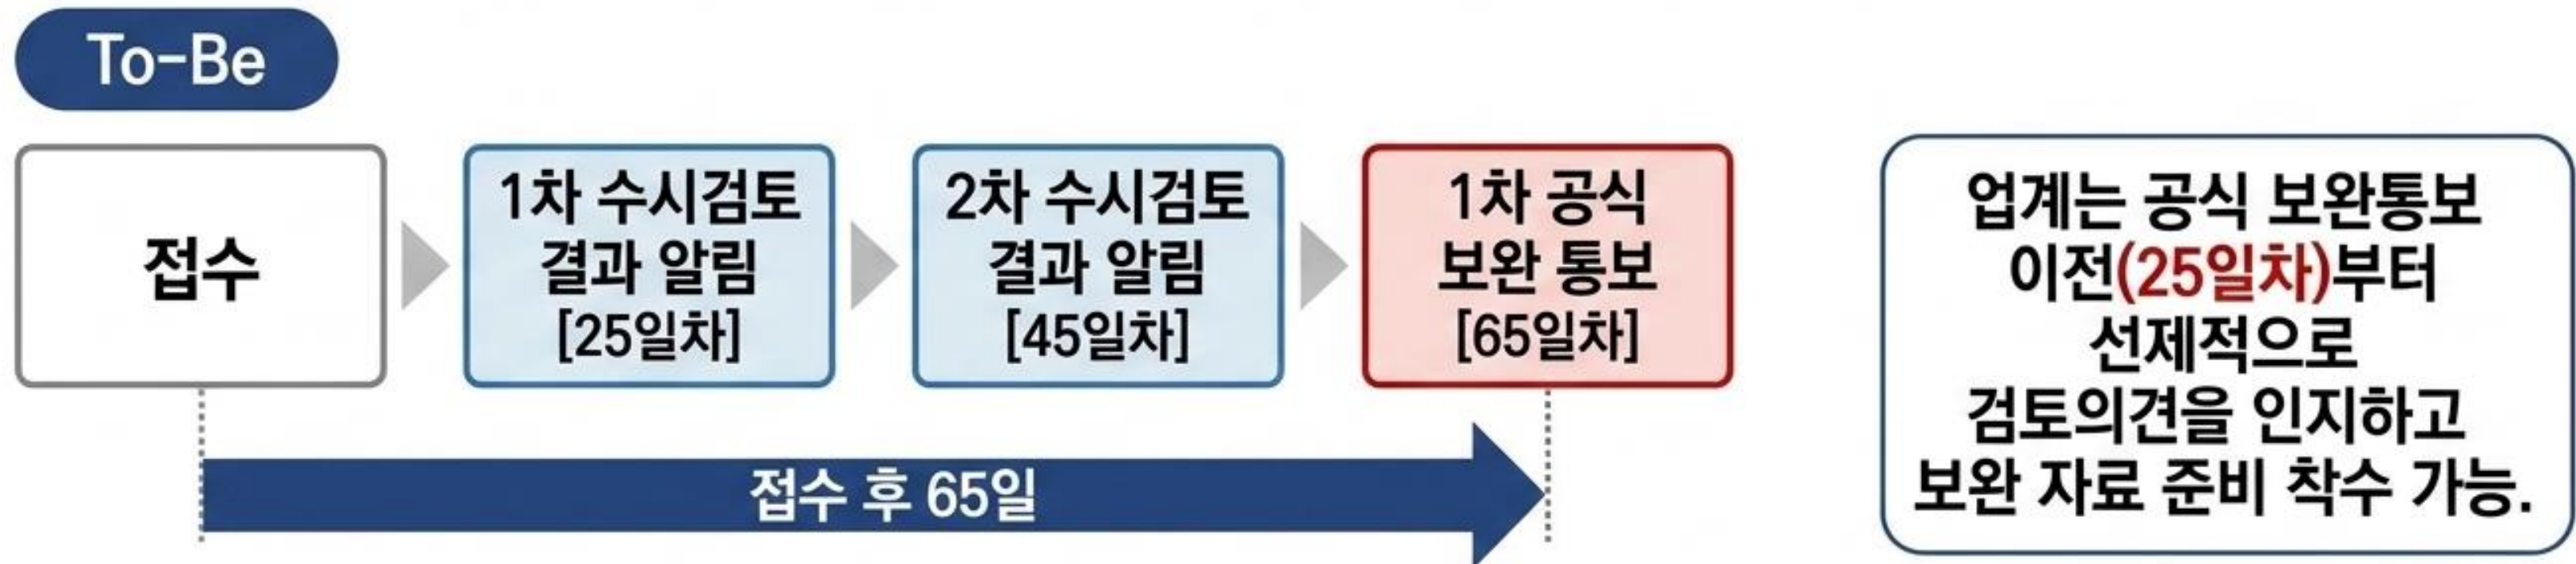 To-Be
접수
1차 수시검토
결과 알림
[25일차]
2차 수시검토
결과 알림
[45일차]
1차 공식
보완 통보
[65일차]
접수 후 65일
업계는 공식 보완통보
이전(25일차)부터
선제적으로
검토의견을 인지하고
보완 자료 준비 착수 가능.